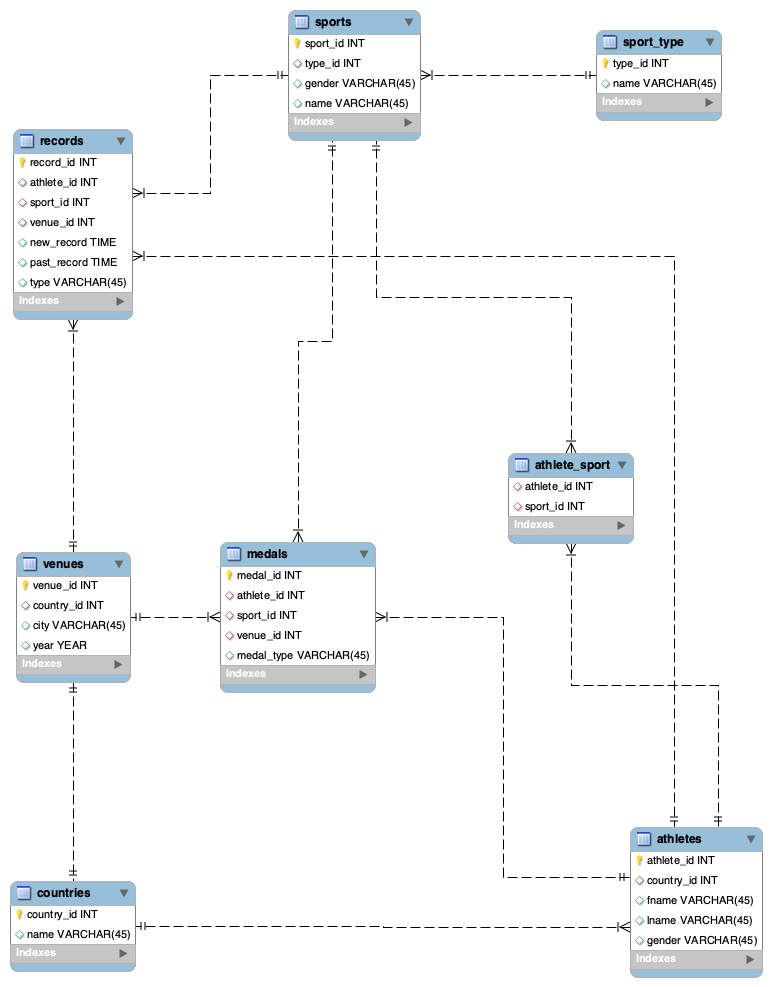 sports
sport_id INT
type_id INT
gender VARCHAR(45)
name VARCHAR(45)
Indexes
sport_type
type_id INT
name VARCHAR(45)
Indexes
records
record_id INT
athlete_id INT
sport_id INT
venue_id INT
new_record TIME
past_record TIME
type VARCHAR(45)
Indexes
athlete_sport
athlete_id INT
sport_id INT
Indexes
venues
venue_id INT
country_id INT
city VARCHAR(45)
year YEAR
Indexes
medals
medal_id INT
athlete_id INT
sport_id INT
venue_id INT
medal_type VARCHAR(45)
Indexes
athletes
athlete_id INT
country_id INT
fname VARCHAR(45)
lname VARCHAR(45)
gender VARCHAR(45)
Indexes
countries
country_id INT
name VARCHAR(45)
Indexes